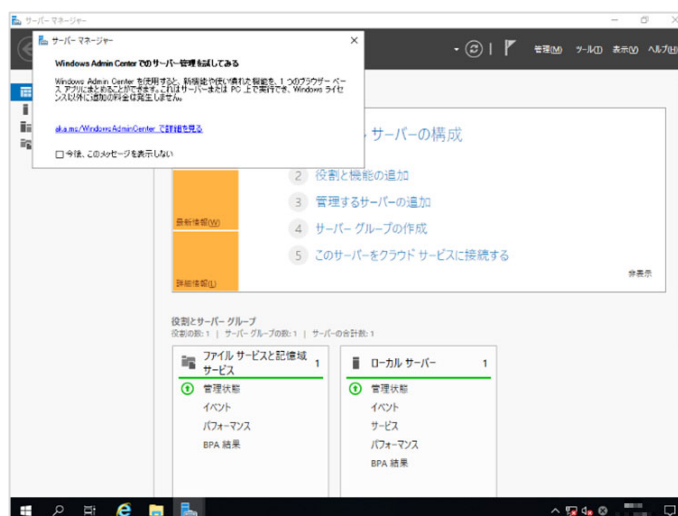 サーバー マネージャー
サーバー マネージャー
管理(M) ツール(T) 表示(V) ヘルプ(H)
Windows Admin Center でのサーバー管理を試してみる
Windows Admin Center を使用すると、新機能や使い慣れた機能を、1 つのブラウザー ベー
ス アプリにまとめることができます。これはサーバーまたは PC 上で実行でき、Windows ライセ
ンス以外に追加の料金は発生しません。
aka.ms/WindowsAdminCenter で詳細を見る
今後、このメッセージを表示しない
サーバーの構成
2 役割と機能の追加
3 管理するサーバーの追加
最新情報(W)
4 サーバー グループの作成
5 このサーバーをクラウド サービスに接続する
非表示
詳細情報(L)
役割とサーバー グループ
役割の数: 1 | サーバー グループの数: 1 | サーバーの合計数: 1
ファイル サービスと記憶域
サービス
1
管理状態
イベント
パフォーマンス
BPA 結果
ローカル サーバー 1
管理状態
イベント
サービス
パフォーマンス
BPA 結果